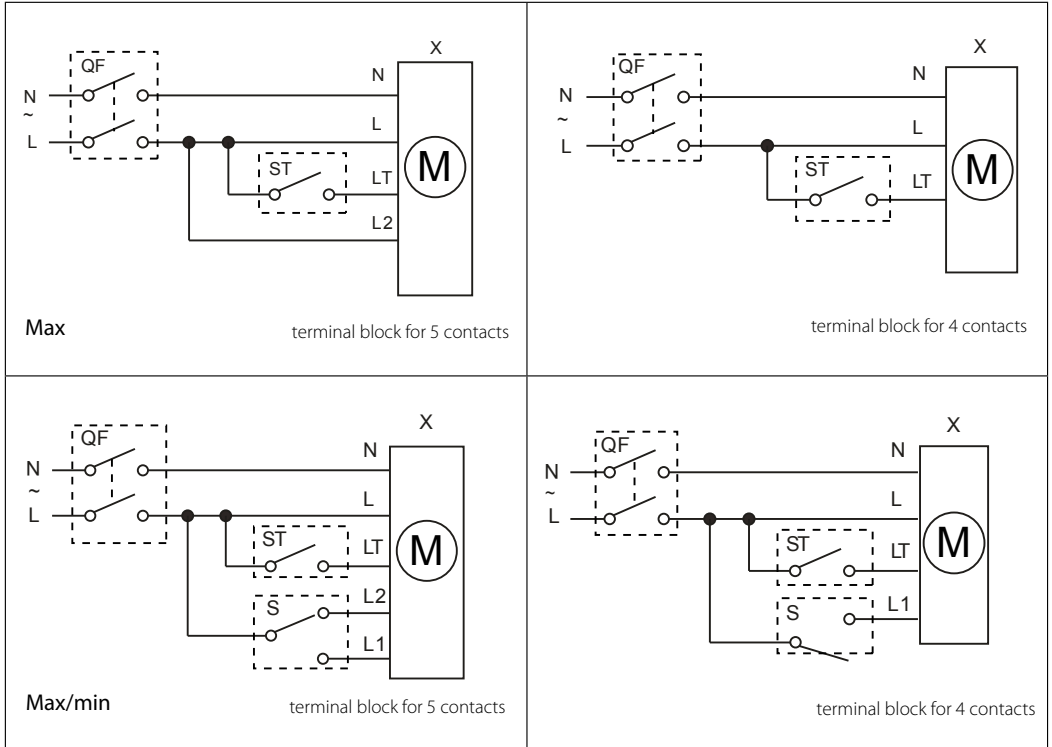 X
QF
N
N
~
L
L
ST
LT
M
L2
Max
terminal block for 5 contacts
X
QF
N
N
~
L
L
ST
LT
M
terminal block for 4 contacts
X
QF
N
N
~
L
L
ST
LT
M
S
L2
L1
Max/min
terminal block for 5 contacts
X
QF
N
N
~
L
L
ST
LT
M
S
L1
terminal block for 4 contacts